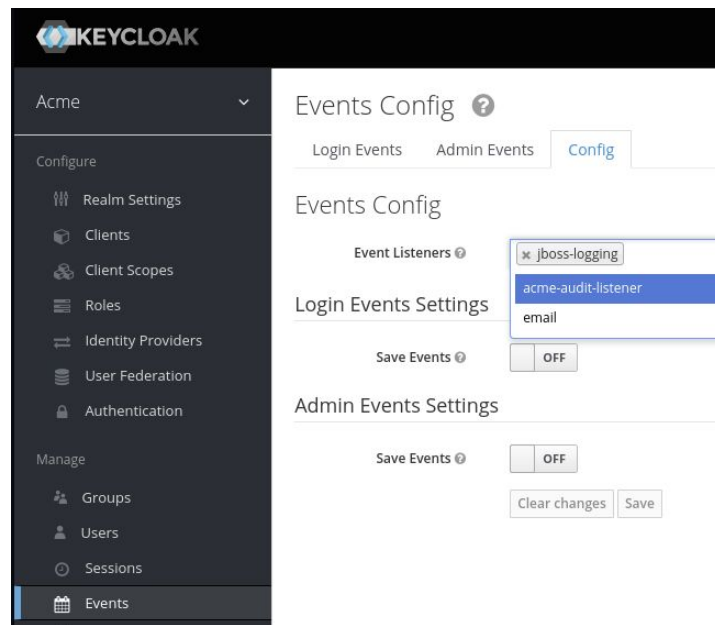 KEYCLOAK
Acme
Configure
Realm Settings
Clients
Client Scopes
Roles
Identity Providers
User Federation
Authentication
Manage
Groups
Users
Sessions
Events
Events Config
Login Events Admin Events Config
Events Config
Event Listeners jboss-logging
acme-audit-listener
email
Login Events Settings
Save Events OFF
Admin Events Settings
Save Events OFF
Clear changes Save